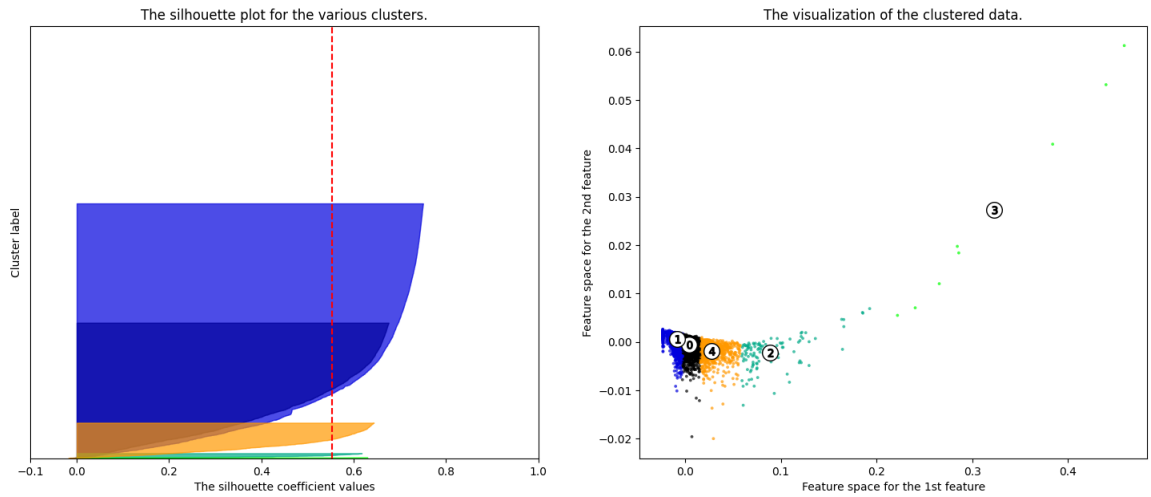 The silhouette plot for the various clusters.
Cluster label
−0.1 0.0 0.2 0.4 0.6 0.8 1.0
The silhouette coefficient values
The visualization of the clustered data.
Feature space for the 2nd feature
0.06
0.05
0.04
0.03
0.02
0.01
0.00
−0.01
−0.02
3
1
0
4
2
0.0 0.1 0.2 0.3 0.4
Feature space for the 1st feature